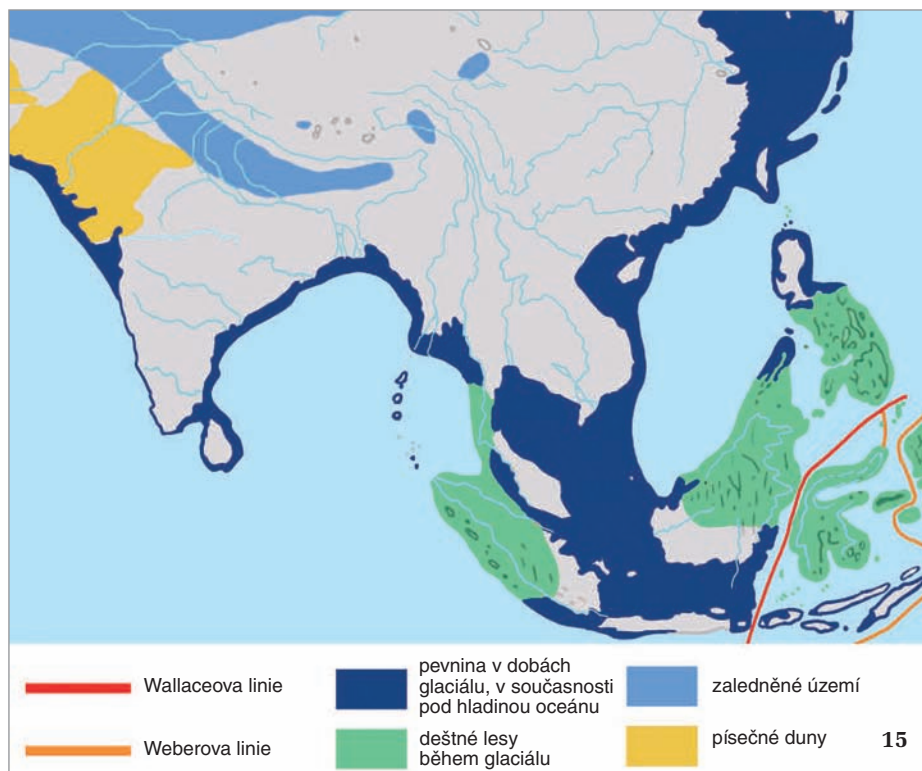 Wallaceova linie
Weberova linie
pevnina v dobách
glaciálu, v současnosti
pod hladinou oceánu
deštné lesy
během glaciálu
zaledněné území
písečné duny
15